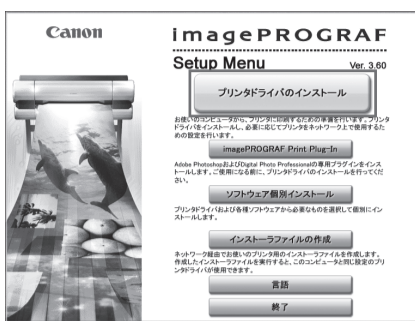 Canon
imagePROGRAF
Setup Menu
Ver. 3.60
プリンタドライバのインストール
お使いのコンピュータから、プリンタに印刷するための準備を行います。プリンタ
ドライバをインストールし、必要に応じてプリンタをネットワーク上で使用するた
めの設定を行います。
imagePROGRAF Print Plug-In
Adobe PhotoshopおよびDigital Photo Professionalの専用プラグインをインス
トールします。ご使用になる前に、プリンタドライバのインストールを行ってくだ
さい。
ソフトウェア個別インストール
プリンタドライバおよび各種ソフトウェアから必要なものを選択して個別にイン
ストールします。
インストーラファイルの作成
ネットワーク経由でお使いのプリンタ用のインストーラファイルを作成します。
作成したインストーラファイルを実行すると、このコンピュータと同じ設定のプリ
ンタドライバが使用できます。
言語
終了